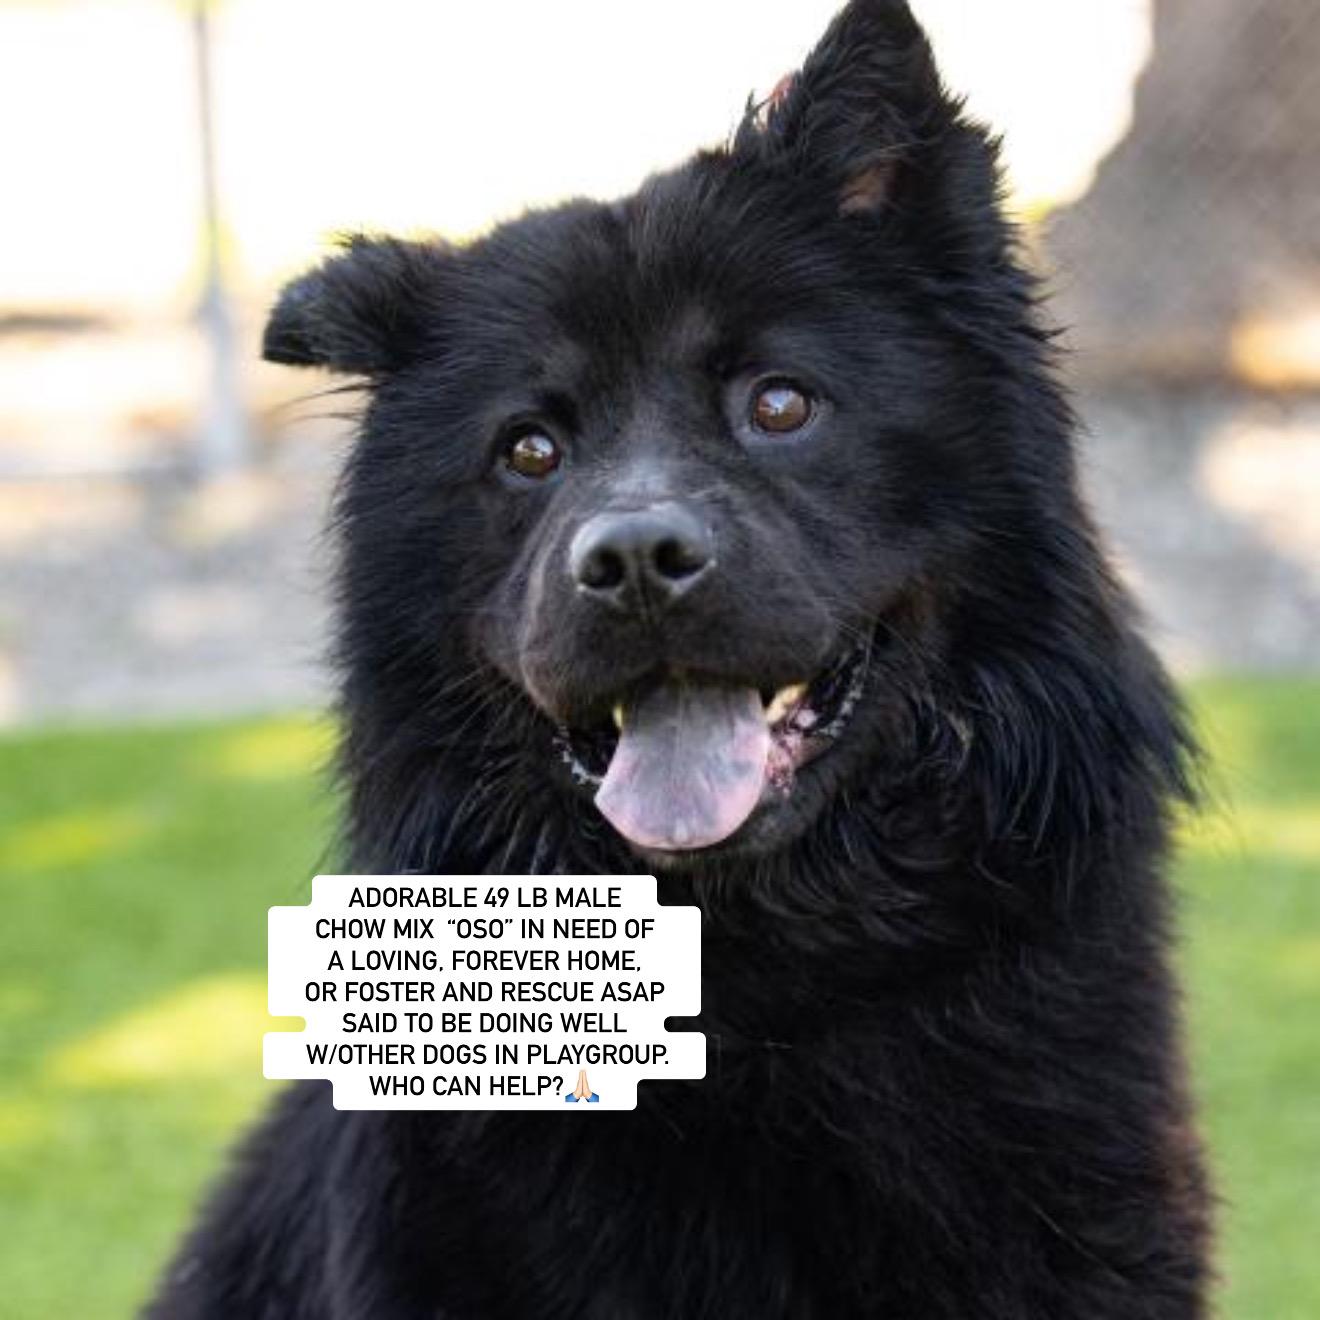 ADORABLE 49 LB MALE
CHOW MIX “OSO” IN NEED OF
A LOVING, FOREVER HOME,
OR FOSTER AND RESCUE ASAP
SAID TO BE DOING WELL
W/OTHER DOGS IN PLAYGROUP.
WHO CAN HELP?🙏🏻